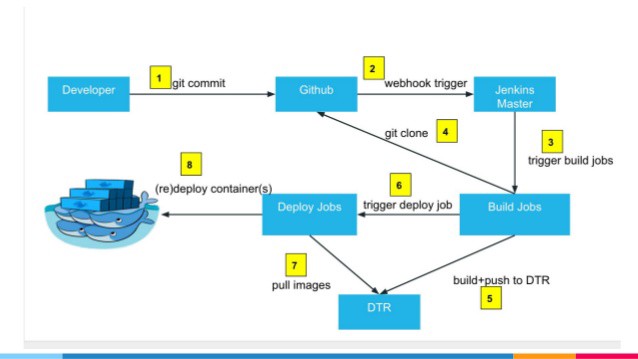 1
git commit
2
webhook trigger
Developer
Github
Jenkins
Master
git clone
4
3
trigger build jobs
8
(re)deploy container(s)
6
trigger deploy job
Deploy Jobs
Build Jobs
7
pull images
build+push to DTR
5
DTR